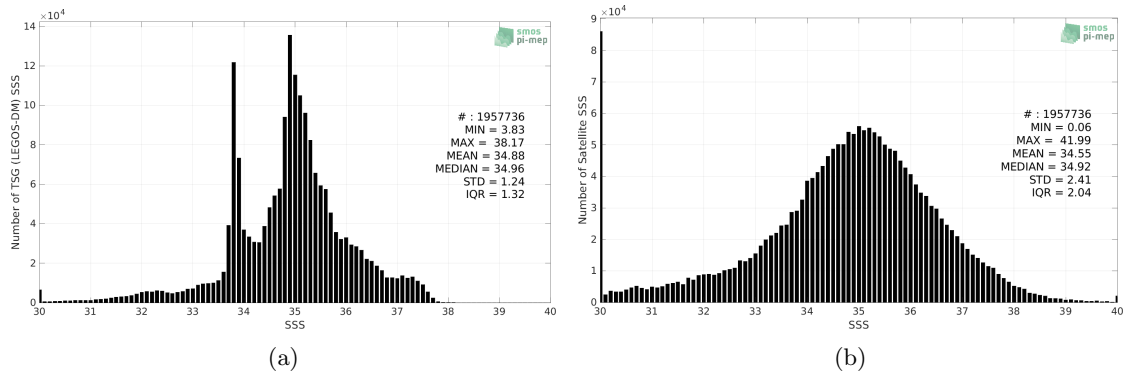 ×10⁴
14
12
10
8
6
4
2
0
Number of TSG (LEGOS-DM) SSS
smos
pi-mep
# : 1957736
MIN = 3.83
MAX = 38.17
MEAN = 34.88
MEDIAN = 34.96
STD = 1.24
IQR = 1.32
30 31 32 33 34 35 36 37 38 39 40
SSS
(a)
×10⁴
9
8
7
6
5
4
3
2
1
0
Number of Satellite SSS
smos
pi-mep
# : 1957736
MIN = 0.06
MAX = 41.99
MEAN = 34.55
MEDIAN = 34.92
STD = 2.41
IQR = 2.04
30 31 32 33 34 35 36 37 38 39 40
SSS
(b)